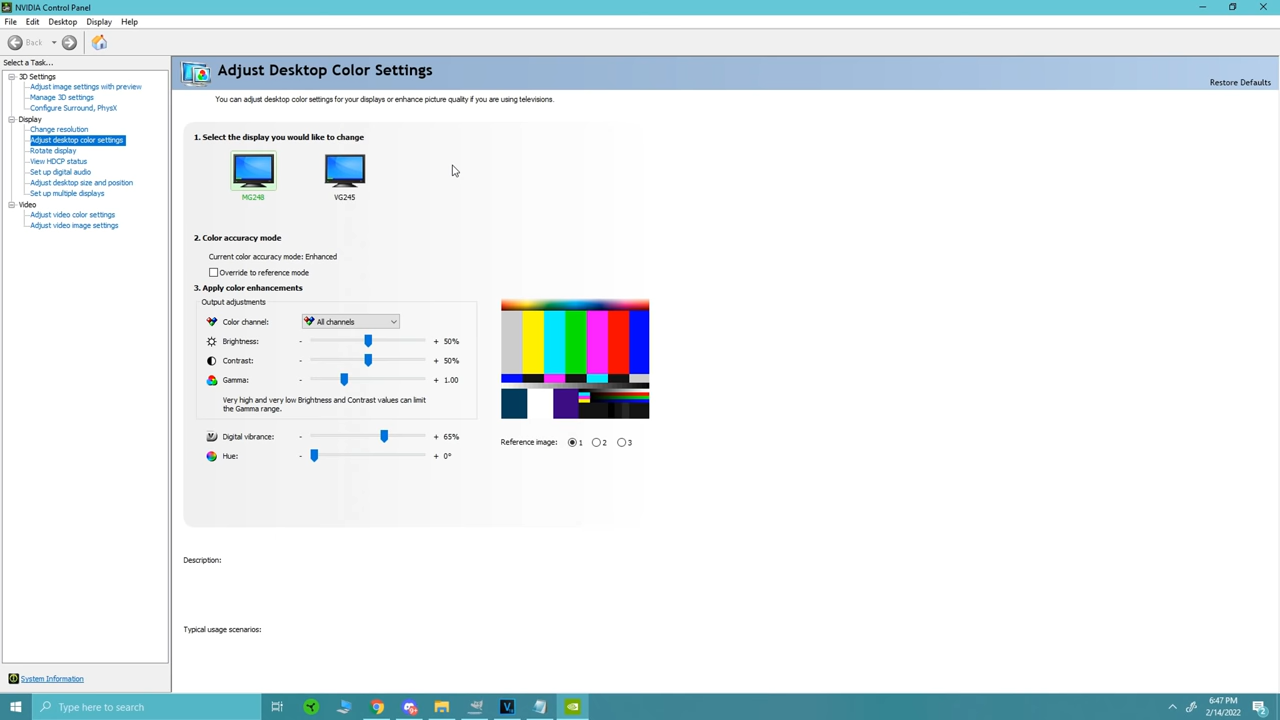 NVIDIA Control Panel
File Edit Desktop Display Help
Back
Select a Task...
3D Settings
Adjust image settings with preview
Manage 3D settings
Configure Surround, PhysX
Display
Change resolution
Adjust desktop color settings
Rotate display
View HDCP status
Set up digital audio
Adjust desktop size and position
Set up multiple displays
Video
Adjust video color settings
Adjust video image settings
System Information
Adjust Desktop Color Settings
Restore Defaults
You can adjust desktop color settings for your displays or enhance picture quality if you are using televisions.
1. Select the display you would like to change
MG248 VG245
2. Color accuracy mode
Current color accuracy mode: Enhanced
Override to reference mode
3. Apply color enhancements
Output adjustments
Color channel: All channels
Brightness: - + 50%
Contrast: - + 50%
Gamma: - + 1.00
Very high and very low Brightness and Contrast values can limit
the Gamma range.
Digital vibrance: - + 65%
Hue: - + 0°
Reference image: 1 2 3
Description:
Typical usage scenarios:
Type here to search
6:47 PM
2/14/2022
2